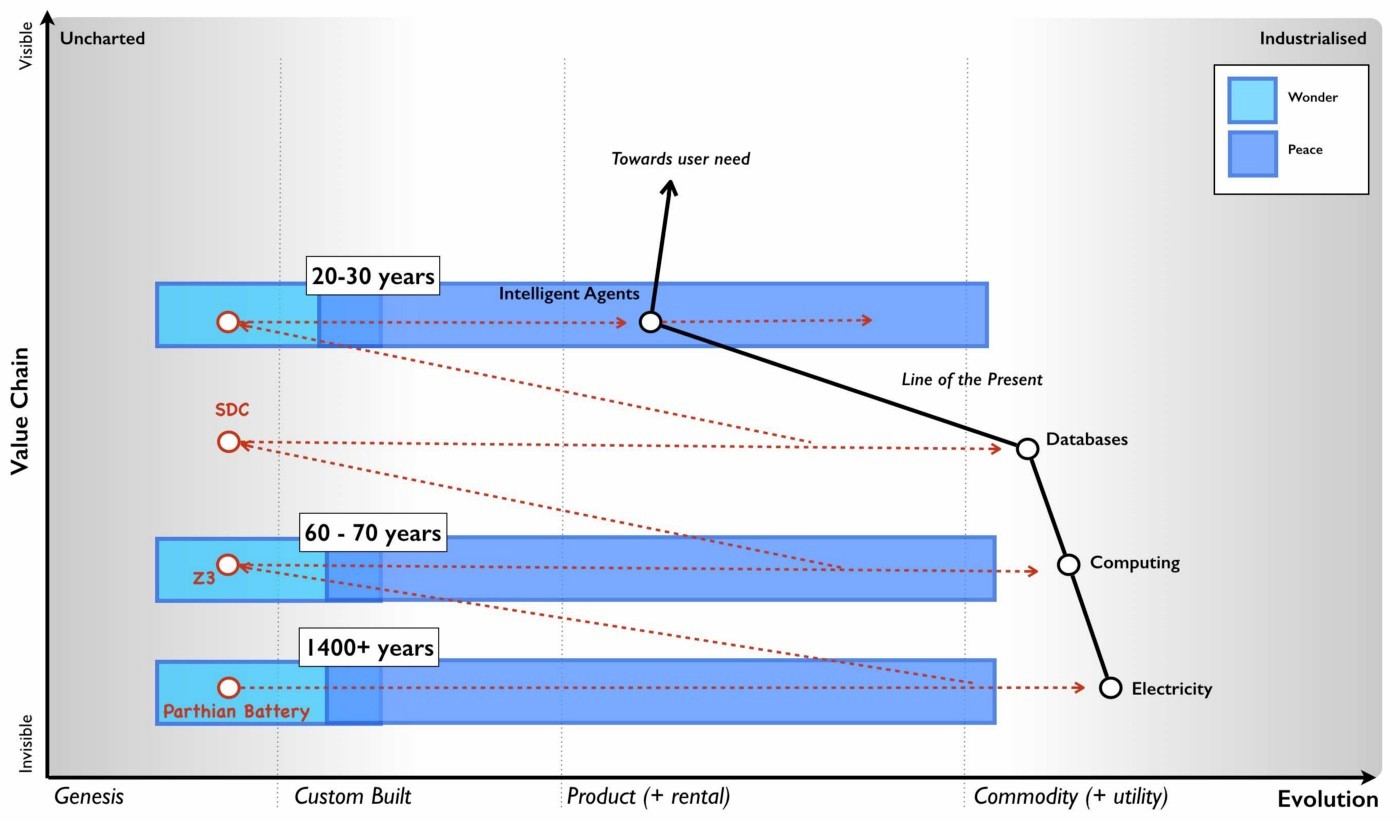 Visible
Uncharted
Industrialised
Wonder
Peace
Towards user need
20-30 years
Intelligent Agents
Line of the Present
SDC
Databases
Value Chain
60 - 70 years
Z3
Computing
1400+ years
Parthian Battery
Electricity
Invisible
Genesis
Custom Built
Product (+ rental)
Commodity (+ utility)
Evolution